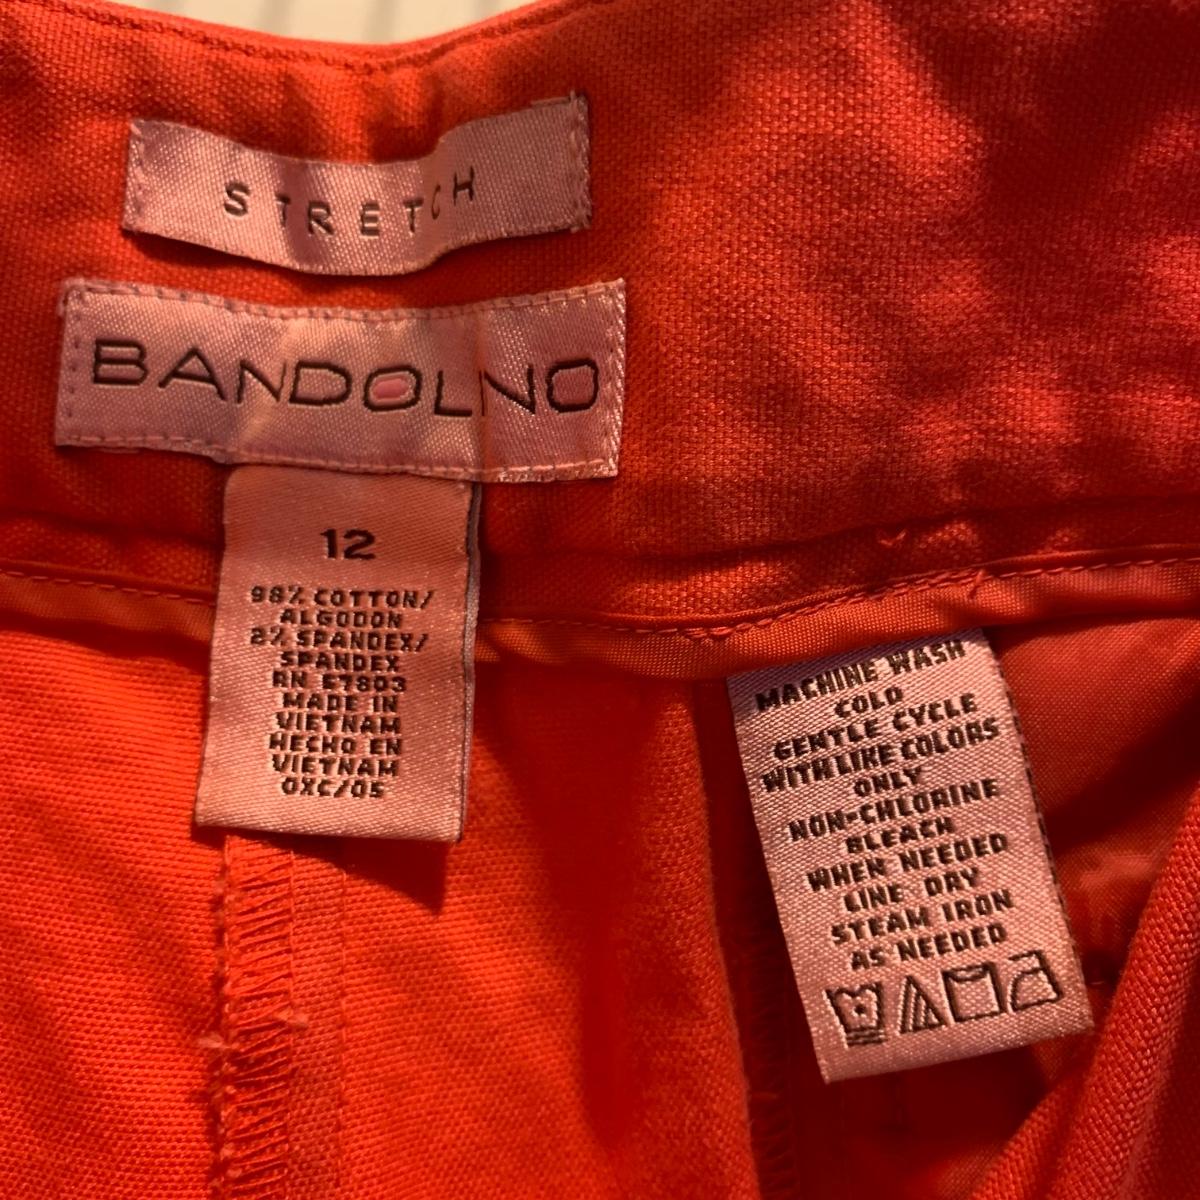 STRETCH
BANDOLINO
12
98% COTTON/
ALGODON
2% SPANDEX/
SPANDEX
RN 57803
MADE IN
VIETNAM
HECHO EN
VIETNAM
OXC/05
MACHINE WASH
COLD
GENTLE CYCLE
WITH LIKE COLORS
ONLY
NON-CHLORINE
BLEACH
WHEN NEEDED
LINE DRY
STEAM IRON
AS NEEDED